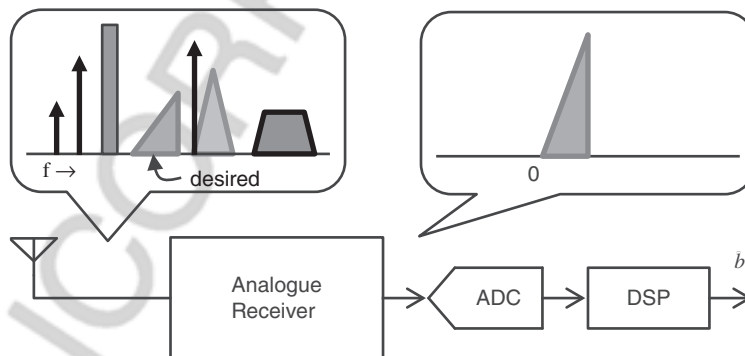 f →
desired
0
Analogue
Receiver
ADC
DSP
b